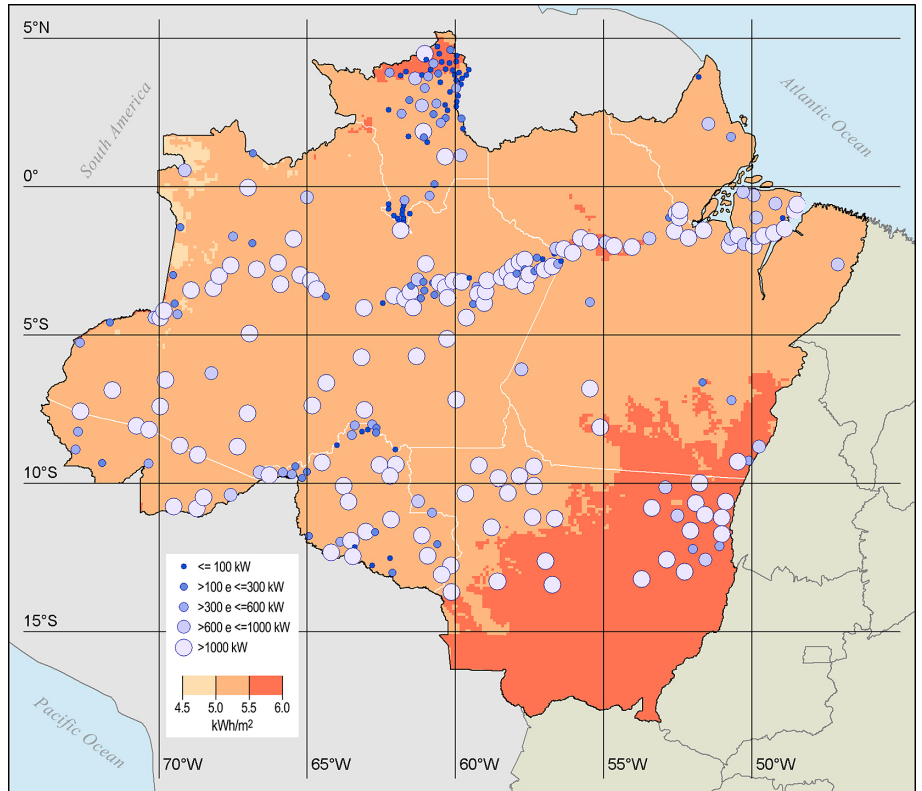 5°N
South America
Atlantic Ocean
0°
5°S
10°S
15°S
<= 100 kW
>100 e <=300 kW
>300 e <=600 kW
>600 e <=1000 kW
>1000 kW
4.5 5.0 5.5 6.0
kWh/m²
Pacific Ocean
70°W 65°W 60°W 55°W 50°W